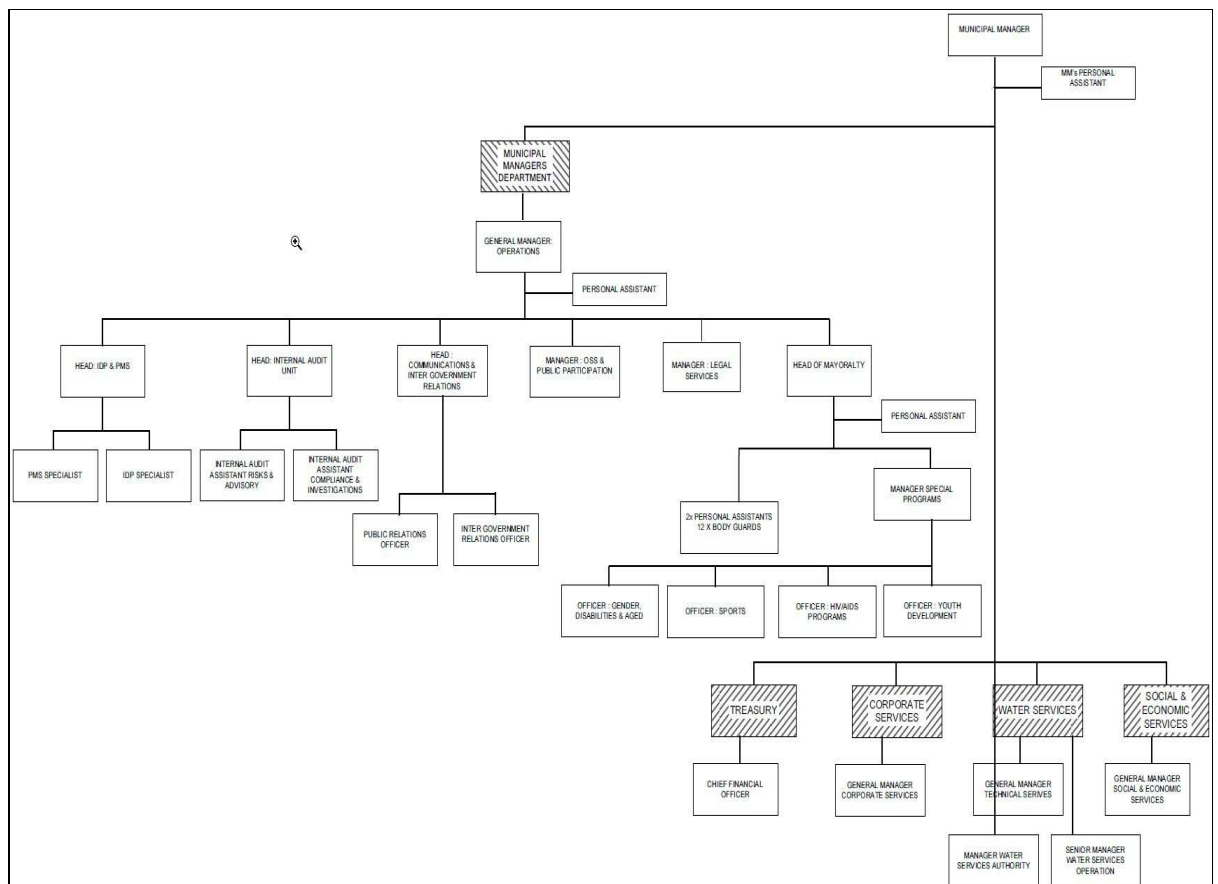 MUNICIPAL MANAGER
MM's PERSONAL
ASSISTANT
MUNICIPAL
MANAGERS
DEPARTMENT
GENERAL MANAGER:
OPERATIONS
PERSONAL ASSISTANT
HEAD: IDP & PMS
HEAD: INTERNAL AUDIT
UNIT
HEAD :
COMMUNICATIONS &
INTER GOVERNMENT
RELATIONS
MANAGER : OSS &
PUBLIC PARTICIPATION
MANAGER : LEGAL
SERVICES
HEAD OF MAYORALTY
PERSONAL ASSISTANT
PMS SPECIALIST
IDP SPECIALIST
INTERNAL AUDIT
ASSISTANT RISKS &
ADVISORY
INTERNAL AUDIT
ASSISTANT
COMPLIANCE &
INVESTIGATIONS
MANAGER SPECIAL
PROGRAMS
2x PERSONAL ASSISTANTS
12 X BODY GUARDS
PUBLIC RELATIONS
OFFICER
INTER GOVERNMENT
RELATIONS OFFICER
OFFICER : GENDER,
DISABILITIES & AGED
OFFICER : SPORTS
OFFICER : HIV/AIDS
PROGRAMS
OFFICER : YOUTH
DEVELOPMENT
TREASURY
CORPORATE
SERVICES
WATER SERVICES
SOCIAL &
ECONOMIC
SERVICES
CHIEF FINANCIAL
OFFICER
GENERAL MANAGER
CORPORATE SERVICES
GENERAL MANAGER
TECHNICAL SERIVES
GENERAL MANAGER
SOCIAL & ECONOMIC
SERVICES
MANAGER WATER
SERVICES AUTHORITY
SENIOR MANAGER
WATER SERVICES
OPERATION